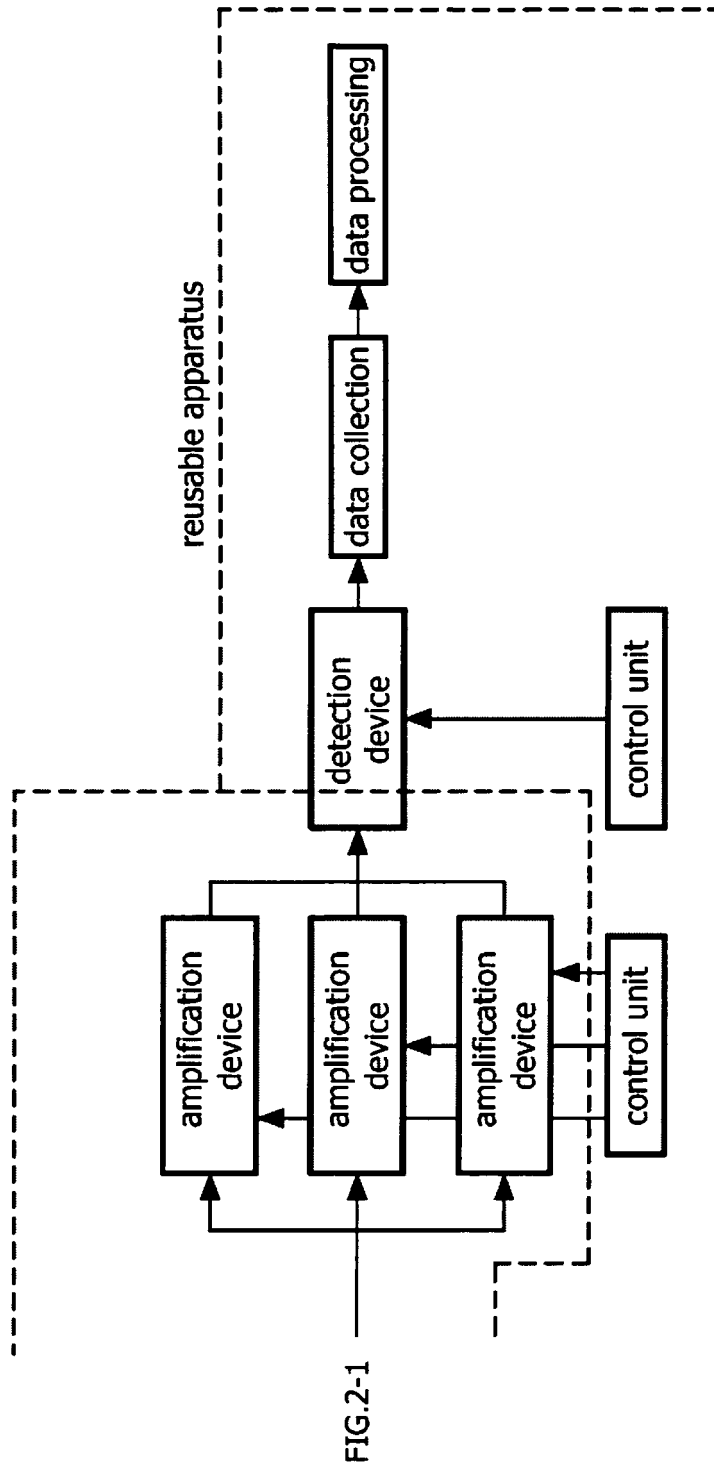 reusable apparatus
amplification
device
amplification
device
amplification
device
detection
device
data collection
data processing
control unit
control unit
FIG.2-1